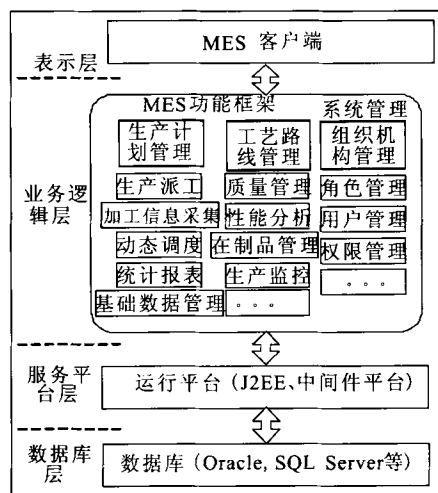 MES 客户端
表示层
MES功能框架
系统管理
生产计
划管理
工艺路
线管理
组织机
构管理
生产派工
质量管理
角色管理
业务逻
辑层
加工信息采集
性能分析
用户管理
动态调度
在制品管理
权限管理
统计报表
生产监控
。。。
基础数据管理
。。。
服务平
台层
运行平台(J2EE、中间件平台)
数据库
层
数据库(Oracle, SQL Server等)